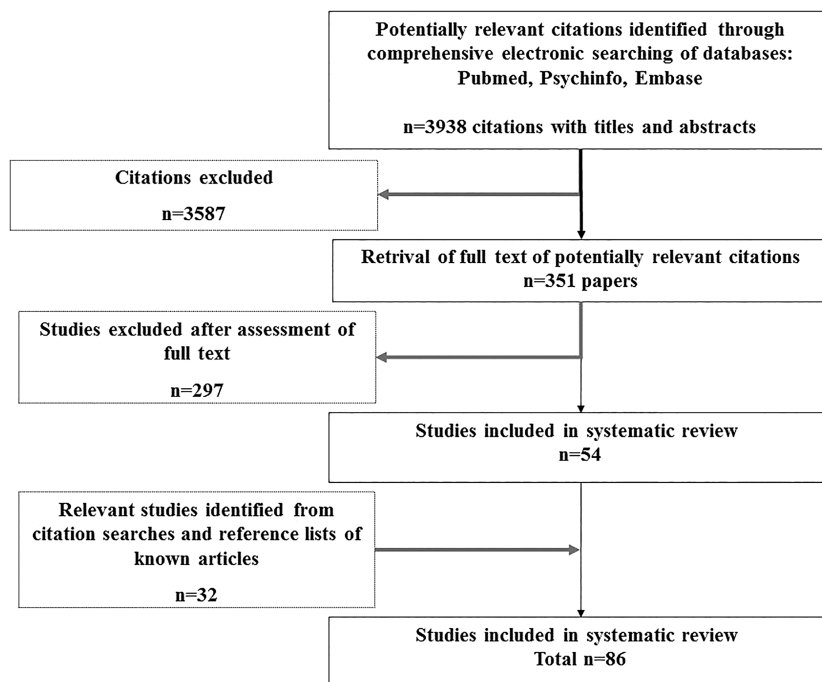 Potentially relevant citations identified through
comprehensive electronic searching of databases:
Pubmed, Psychinfo, Embase
n=3938 citations with titles and abstracts
Citations excluded
n=3587
Retrival of full text of potentially relevant citations
n=351 papers
Studies excluded after assessment of
full text
n=297
Studies included in systematic review
n=54
Relevant studies identified from
citation searches and reference lists of
known articles
n=32
Studies included in systematic review
Total n=86